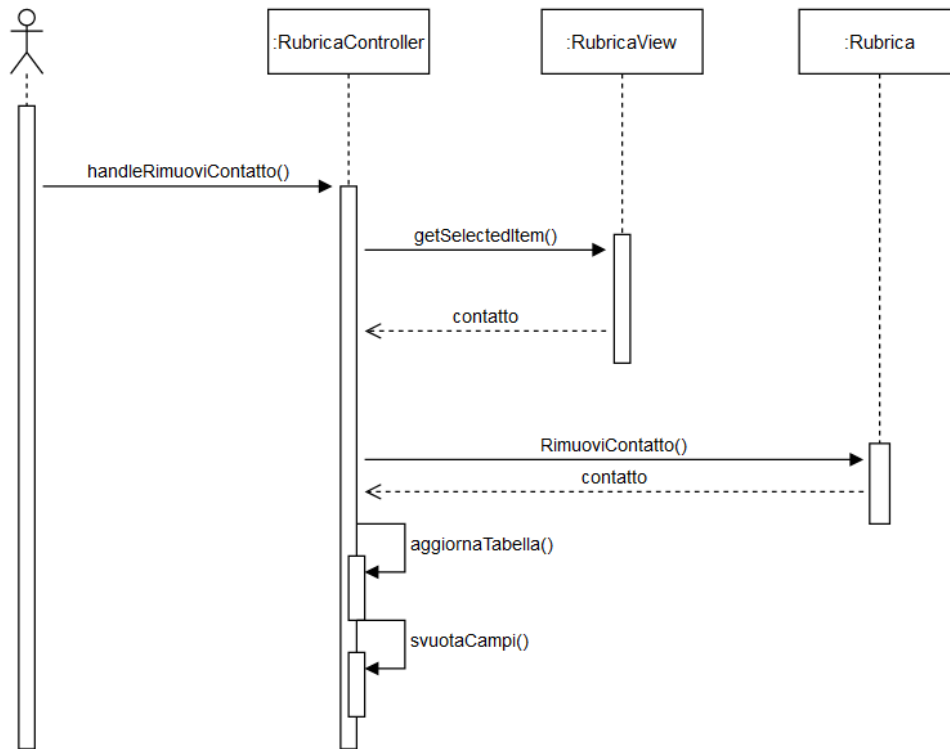 :RubricaController
:RubricaView
:Rubrica
handleRimuoviContatto()
getSelectedItem()
contatto
RimuoviContatto()
contatto
aggiornaTabella()
svuotaCampi()